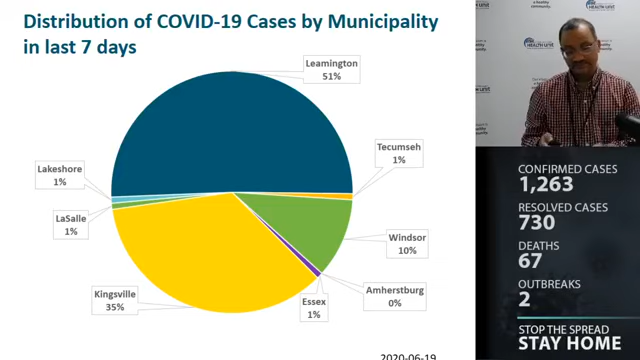 Distribution of COVID-19 Cases by Municipality
in last 7 days
Leamington
51%
Tecumseh
1%
Windsor
10%
Amherstburg
0%
Essex
1%
Kingsville
35%
LaSalle
1%
Lakeshore
1%
2020-06-19
HEALTH UNIT
CONFIRMED CASES
1,263
RESOLVED CASES
730
DEATHS
67
OUTBREAKS
2
STOP THE SPREAD
STAY HOME